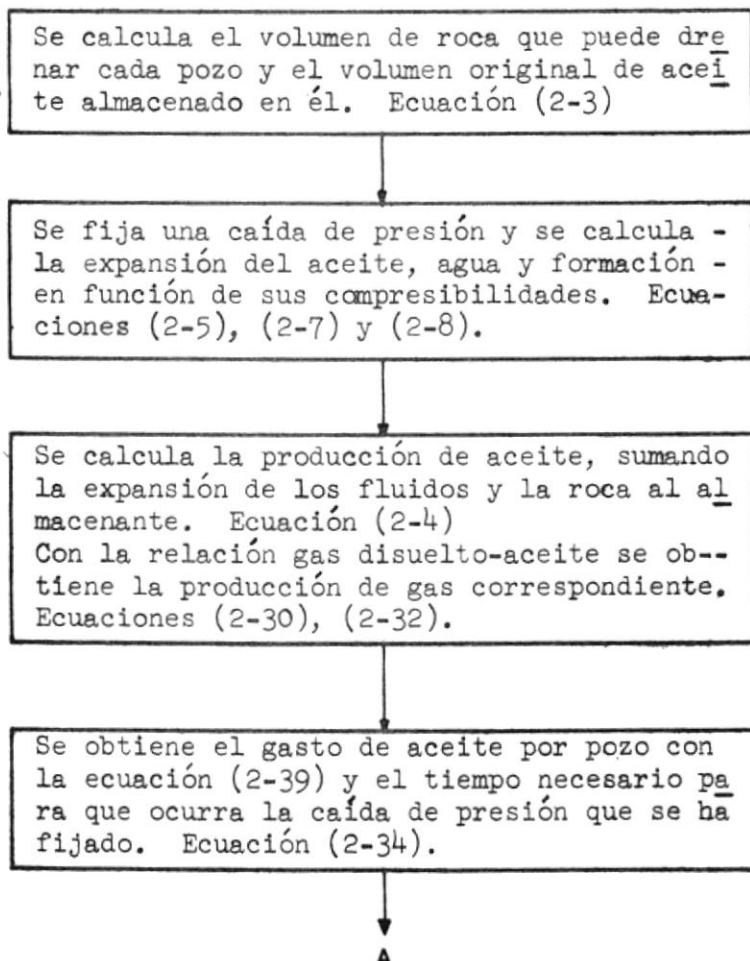 Se calcula el volumen de roca que puede dre
nar cada pozo y el volumen original de acei
te almacenado en él. Ecuación (2-3)
Se fija una caída de presión y se calcula -
la expansión del aceite, agua y formación -
en función de sus compresibilidades. Ecua-
ciones (2-5), (2-7) y (2-8).
Se calcula la producción de aceite, sumando
la expansión de los fluidos y la roca al al
macenante. Ecuación (2-4)
Con la relación gas disuelto-aceite se ob--
tiene la producción de gas correspondiente.
Ecuaciones (2-30), (2-32).
Se obtiene el gasto de aceite por pozo con
la ecuación (2-39) y el tiempo necesario pa
ra que ocurra la caída de presión que se ha
fijado. Ecuación (2-34).
A